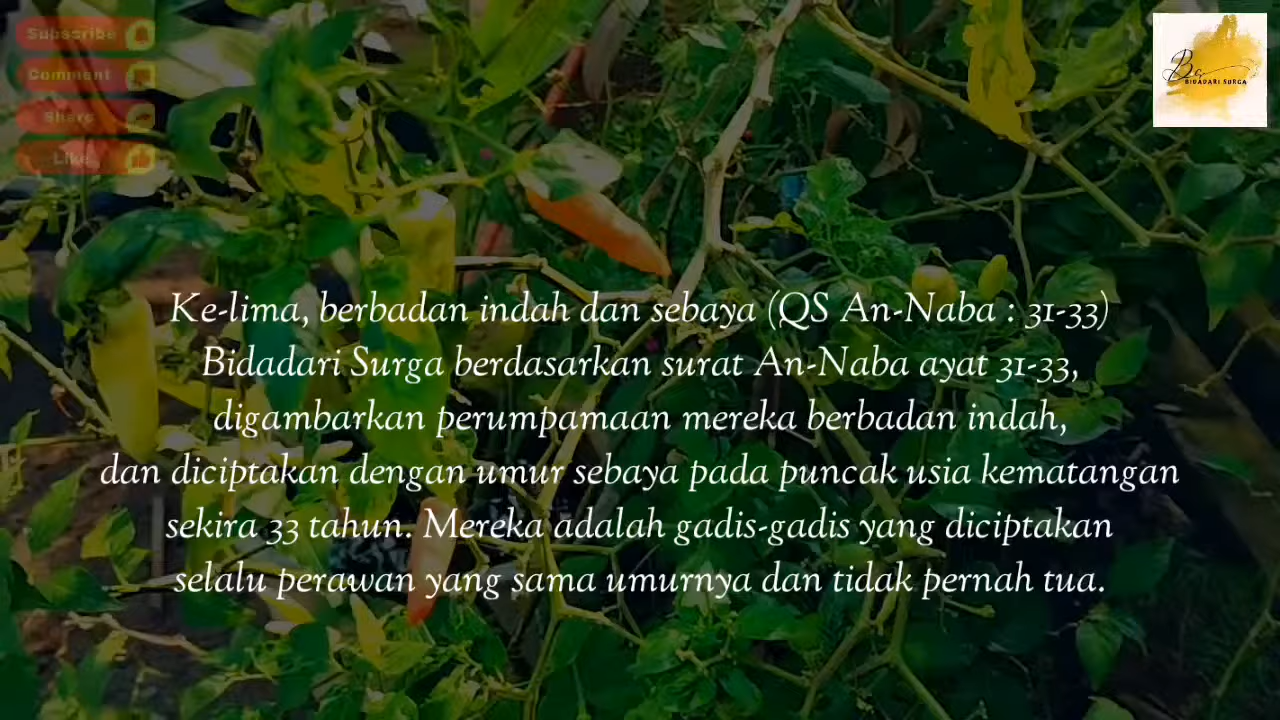 Subscribe
Comment
Share
Like
BIDADARI SURGA
Ke-lima, berbadan indah dan sebaya (QS An-Naba : 31-33)
Bidadari Surga berdasarkan surat An-Naba ayat 31-33,
digambarkan perumpamaan mereka berbadan indah,
dan diciptakan dengan umur sebaya pada puncak usia kematangan
sekira 33 tahun. Mereka adalah gadis-gadis yang diciptakan
selalu perawan yang sama umurnya dan tidak pernah tua.